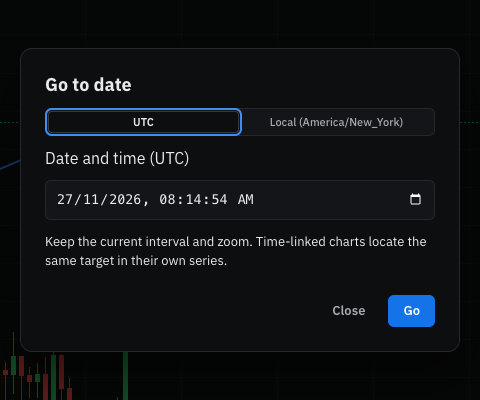 Go to date
UTC
Local (America/New_York)
Date and time (UTC)
27/11/2026, 08:14:54 AM
Keep the current interval and zoom. Time-linked charts locate the
same target in their own series.
Close
Go